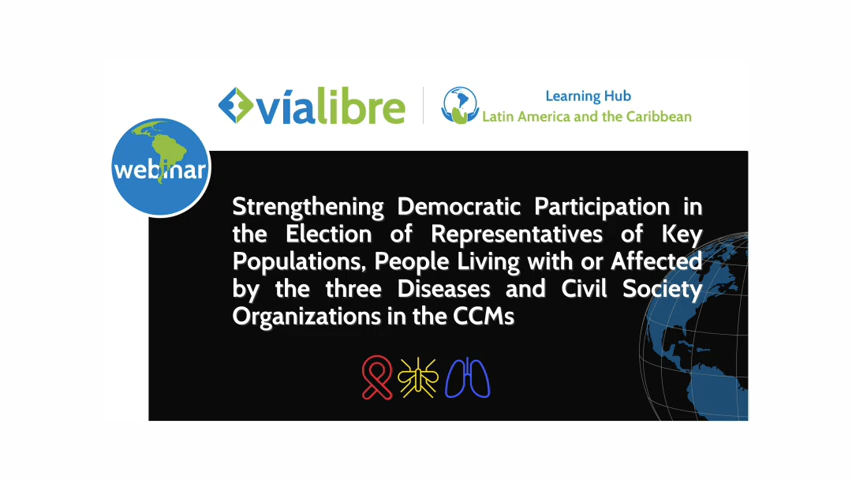 víalibre
Learning Hub
Latin America and the Caribbean
webinar
Strengthening Democratic Participation in
the Election of Representatives of Key
Populations, People Living with or Affected
by the three Diseases and Civil Society
Organizations in the CCMs